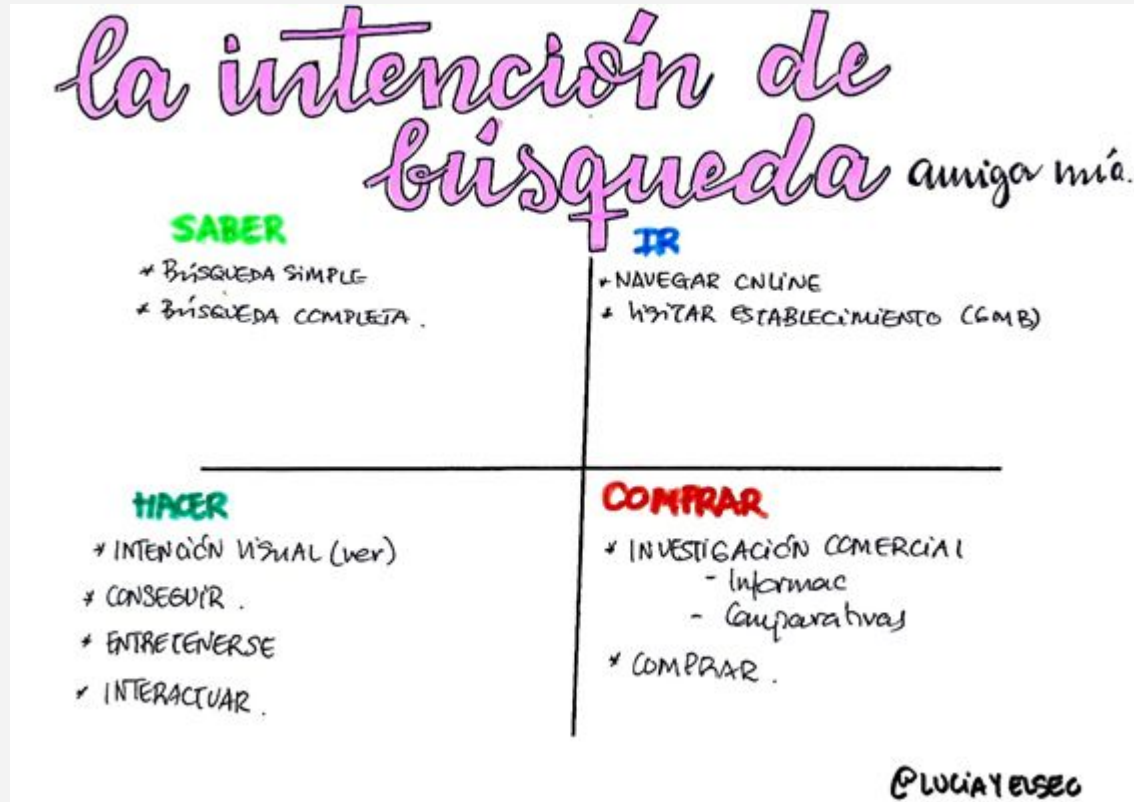 la intención de
búsqueda amiga mía.
SABER
* BÚSQUEDA SIMPLE
* BÚSQUEDA COMPLETA.
IR
* NAVEGAR ONLINE
* VISITAR ESTABLECIMIENTO (GMB)
HACER
* INTENCIÓN VISUAL (ver)
* CONSEGUIR.
* ENTRETENERSE
* INTERACTUAR.
COMPRAR
* INVESTIGACIÓN COMERCIAL
- Informac
- Comparativas
* COMPRAR.
@LUCIAYELSEO